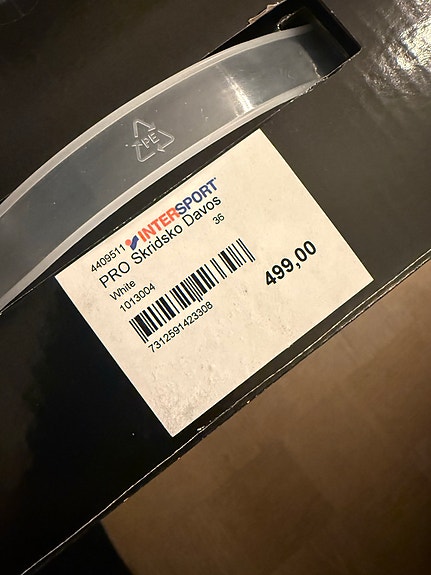 PE
4409511 INTERSPORT
PRO Skridsko Davos
White 36
1013004
499,00
7312591423308